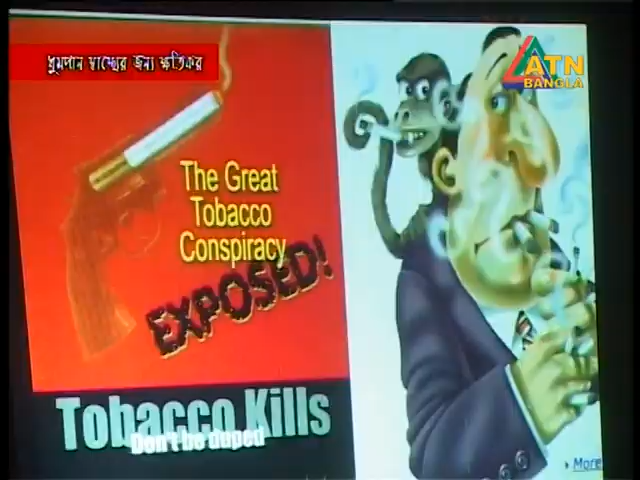 ধুমপান স্বাস্থ্যের জন্য ক্ষতিকর
ATN
BANGLA
The Great
Tobacco
Conspiracy
EXPOSED!
Tobacco Kills
Don't be duped
More